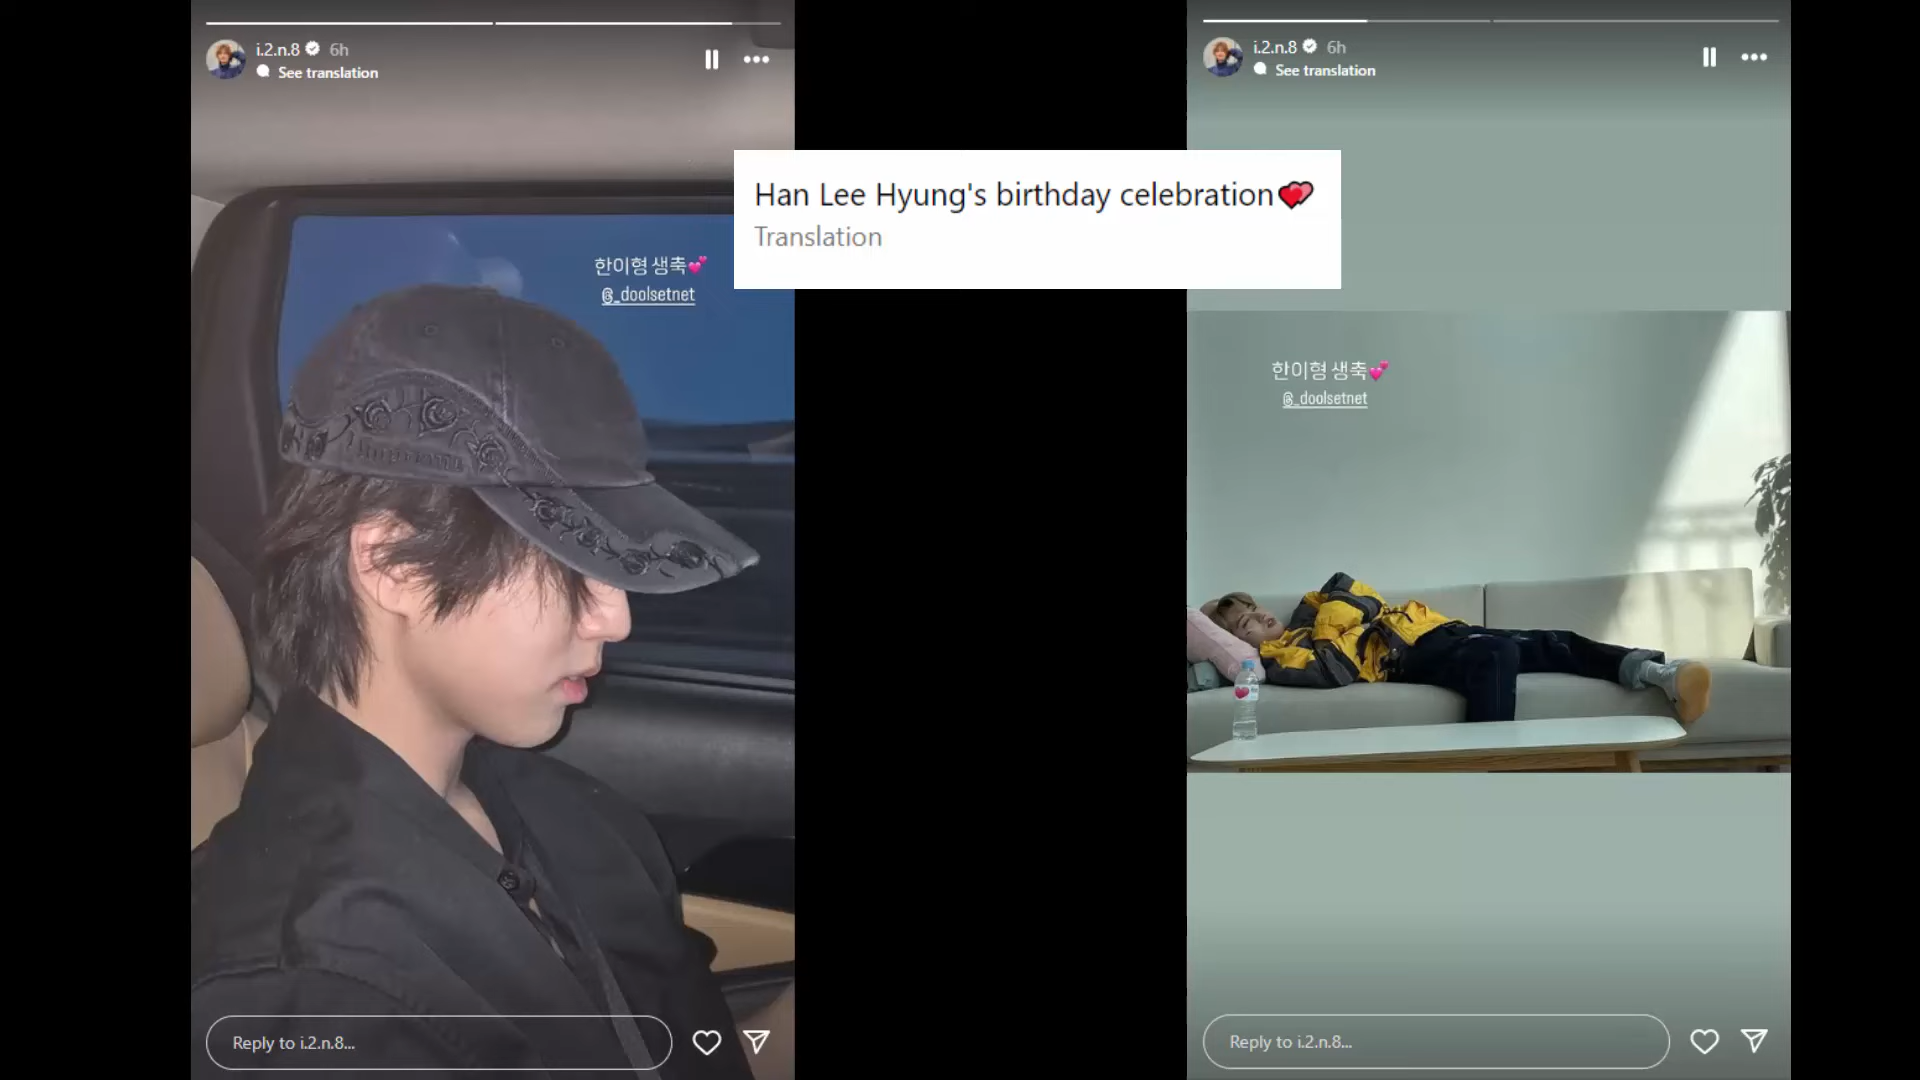 i.2.n.8 6h
See translation
한이형 생축💕
@_doolsetnet
Reply to i.2.n.8...
Han Lee Hyung's birthday celebration💕
Translation
i.2.n.8 6h
See translation
한이형 생축💕
@_doolsetnet
Reply to i.2.n.8...